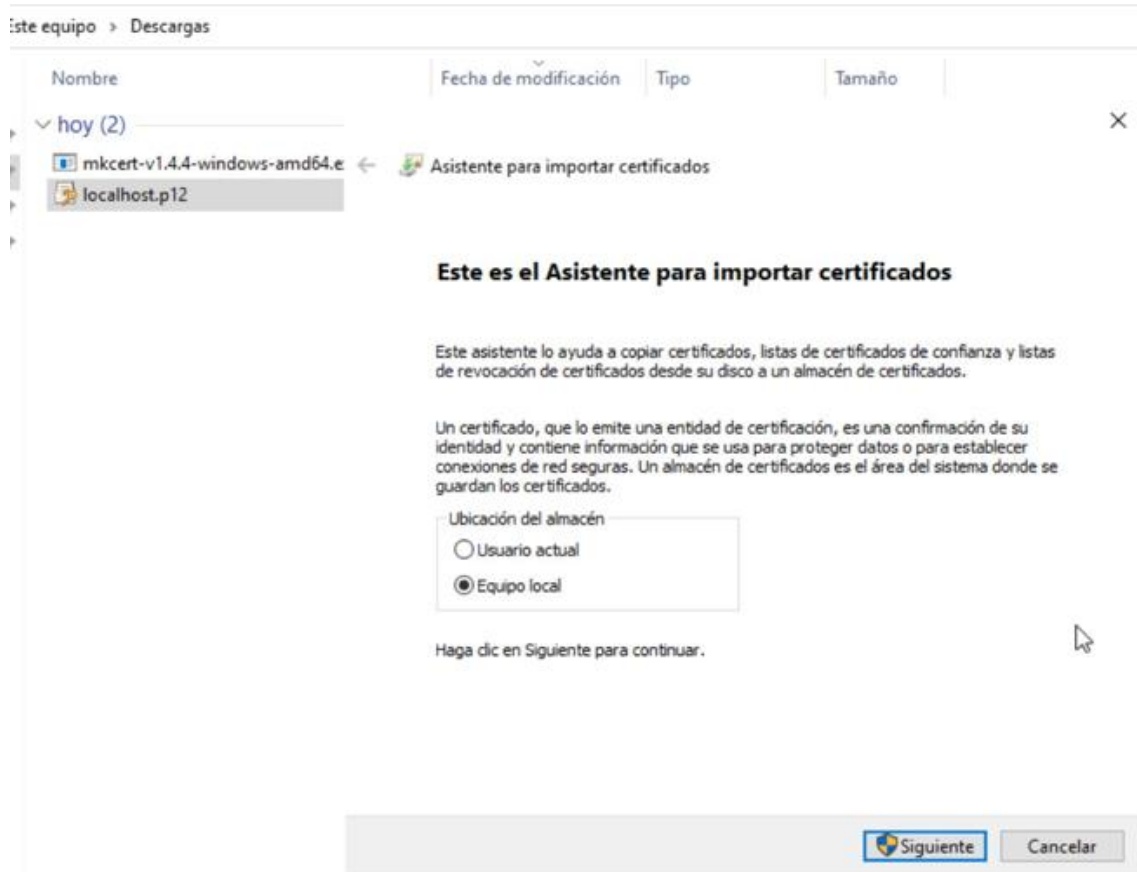 Este equipo > Descargas
Nombre Fecha de modificación Tipo Tamaño
hoy (2)
mkcert-v1.4.4-windows-amd64.e
localhost.p12
Asistente para importar certificados
Este es el Asistente para importar certificados
Este asistente lo ayuda a copiar certificados, listas de certificados de confianza y listas
de revocación de certificados desde su disco a un almacén de certificados.
Un certificado, que lo emite una entidad de certificación, es una confirmación de su
identidad y contiene información que se usa para proteger datos o para establecer
conexiones de red seguras. Un almacén de certificados es el área del sistema donde se
guardan los certificados.
Ubicación del almacén
Usuario actual
Equipo local
Haga clic en Siguiente para continuar.
Siguiente Cancelar